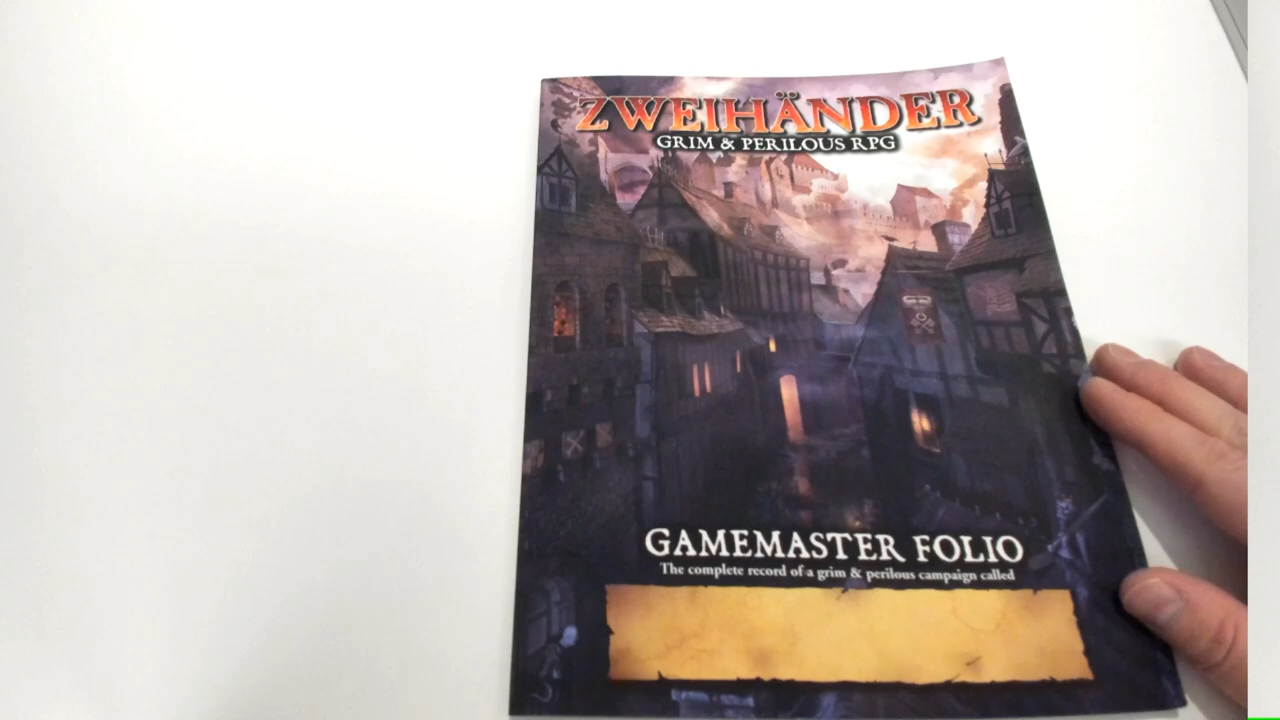 ZWEIHÄNDER
GRIM & PERILOUS RPG
GAMEMASTER FOLIO
The complete record of a grim & perilous campaign called